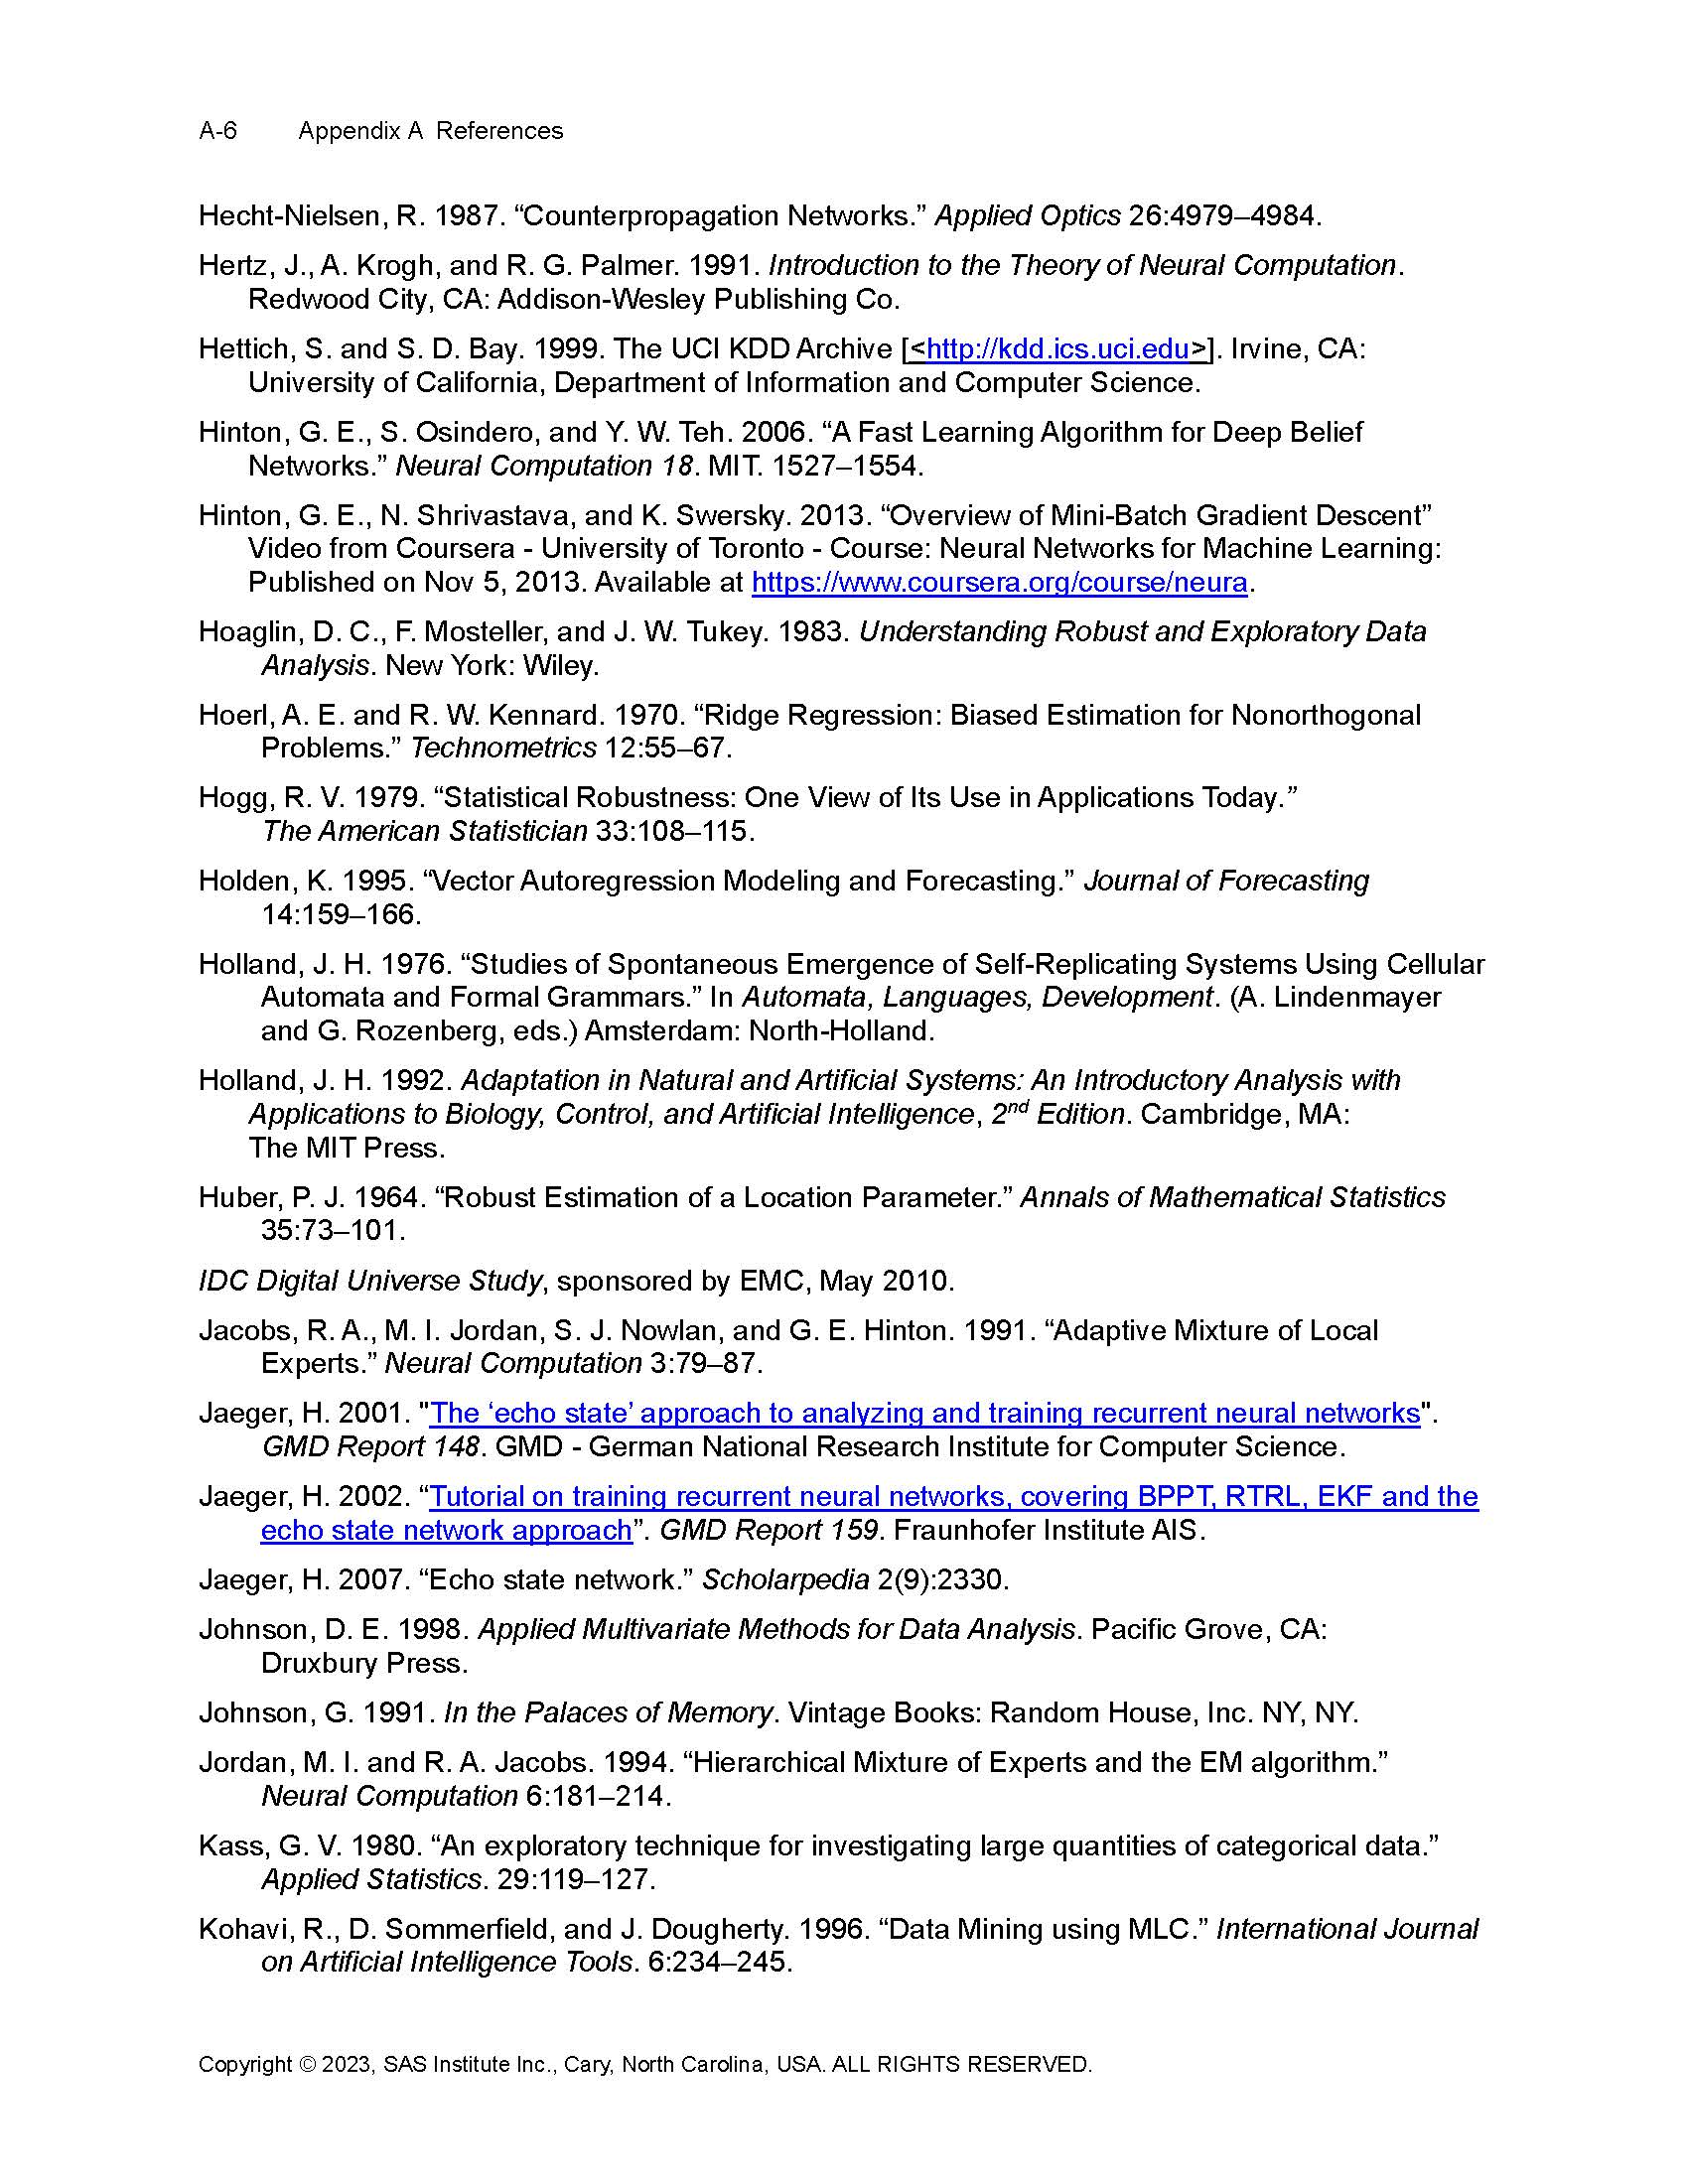 A-6 Appendix A References
Hecht-Nielsen, R. 1987. “Counterpropagation Networks.” Applied Optics 26:4979–4984.
Hertz, J., A. Krogh, and R. G. Palmer. 1991. Introduction to the Theory of Neural Computation.
Redwood City, CA: Addison-Wesley Publishing Co.
Hettich, S. and S. D. Bay. 1999. The UCI KDD Archive [<http://kdd.ics.uci.edu>]. Irvine, CA:
University of California, Department of Information and Computer Science.
Hinton, G. E., S. Osindero, and Y. W. Teh. 2006. “A Fast Learning Algorithm for Deep Belief
Networks.” Neural Computation 18. MIT. 1527–1554.
Hinton, G. E., N. Shrivastava, and K. Swersky. 2013. “Overview of Mini-Batch Gradient Descent”
Video from Coursera - University of Toronto - Course: Neural Networks for Machine Learning:
Published on Nov 5, 2013. Available at https://www.coursera.org/course/neura.
Hoaglin, D. C., F. Mosteller, and J. W. Tukey. 1983. Understanding Robust and Exploratory Data
Analysis. New York: Wiley.
Hoerl, A. E. and R. W. Kennard. 1970. “Ridge Regression: Biased Estimation for Nonorthogonal
Problems.” Technometrics 12:55–67.
Hogg, R. V. 1979. “Statistical Robustness: One View of Its Use in Applications Today.”
The American Statistician 33:108–115.
Holden, K. 1995. “Vector Autoregression Modeling and Forecasting.” Journal of Forecasting
14:159–166.
Holland, J. H. 1976. “Studies of Spontaneous Emergence of Self-Replicating Systems Using Cellular
Automata and Formal Grammars.” In Automata, Languages, Development. (A. Lindenmayer
and G. Rozenberg, eds.) Amsterdam: North-Holland.
Holland, J. H. 1992. Adaptation in Natural and Artificial Systems: An Introductory Analysis with
Applications to Biology, Control, and Artificial Intelligence, 2nd Edition. Cambridge, MA:
The MIT Press.
Huber, P. J. 1964. “Robust Estimation of a Location Parameter.” Annals of Mathematical Statistics
35:73–101.
IDC Digital Universe Study, sponsored by EMC, May 2010.
Jacobs, R. A., M. I. Jordan, S. J. Nowlan, and G. E. Hinton. 1991. “Adaptive Mixture of Local
Experts.” Neural Computation 3:79–87.
Jaeger, H. 2001. "The ‘echo state’ approach to analyzing and training recurrent neural networks".
GMD Report 148. GMD - German National Research Institute for Computer Science.
Jaeger, H. 2002. “Tutorial on training recurrent neural networks, covering BPPT, RTRL, EKF and the
echo state network approach”. GMD Report 159. Fraunhofer Institute AIS.
Jaeger, H. 2007. “Echo state network.” Scholarpedia 2(9):2330.
Johnson, D. E. 1998. Applied Multivariate Methods for Data Analysis. Pacific Grove, CA:
Druxbury Press.
Johnson, G. 1991. In the Palaces of Memory. Vintage Books: Random House, Inc. NY, NY.
Jordan, M. I. and R. A. Jacobs. 1994. “Hierarchical Mixture of Experts and the EM algorithm.”
Neural Computation 6:181–214.
Kass, G. V. 1980. “An exploratory technique for investigating large quantities of categorical data.”
Applied Statistics. 29:119–127.
Kohavi, R., D. Sommerfield, and J. Dougherty. 1996. “Data Mining using MLC.” International Journal
on Artificial Intelligence Tools. 6:234–245.
Copyright © 2023, SAS Institute Inc., Cary, North Carolina, USA. ALL RIGHTS RESERVED.